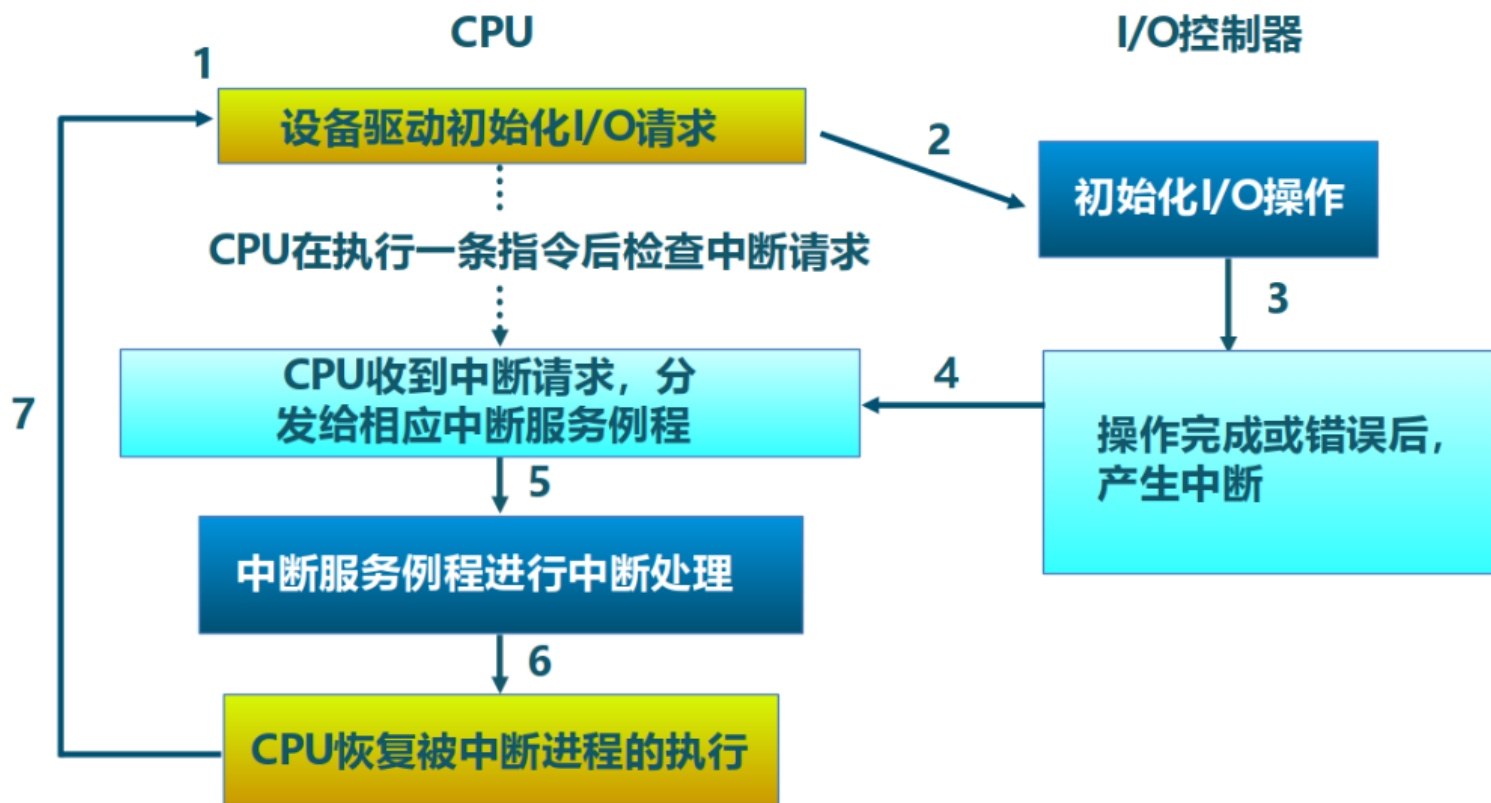 CPU
I/O控制器
1
设备驱动初始化I/O请求
2
初始化I/O操作
CPU在执行一条指令后检查中断请求
3
CPU收到中断请求，分
发给相应中断服务例程
4
操作完成或错误后，
产生中断
7
5
中断服务例程进行中断处理
6
CPU恢复被中断进程的执行